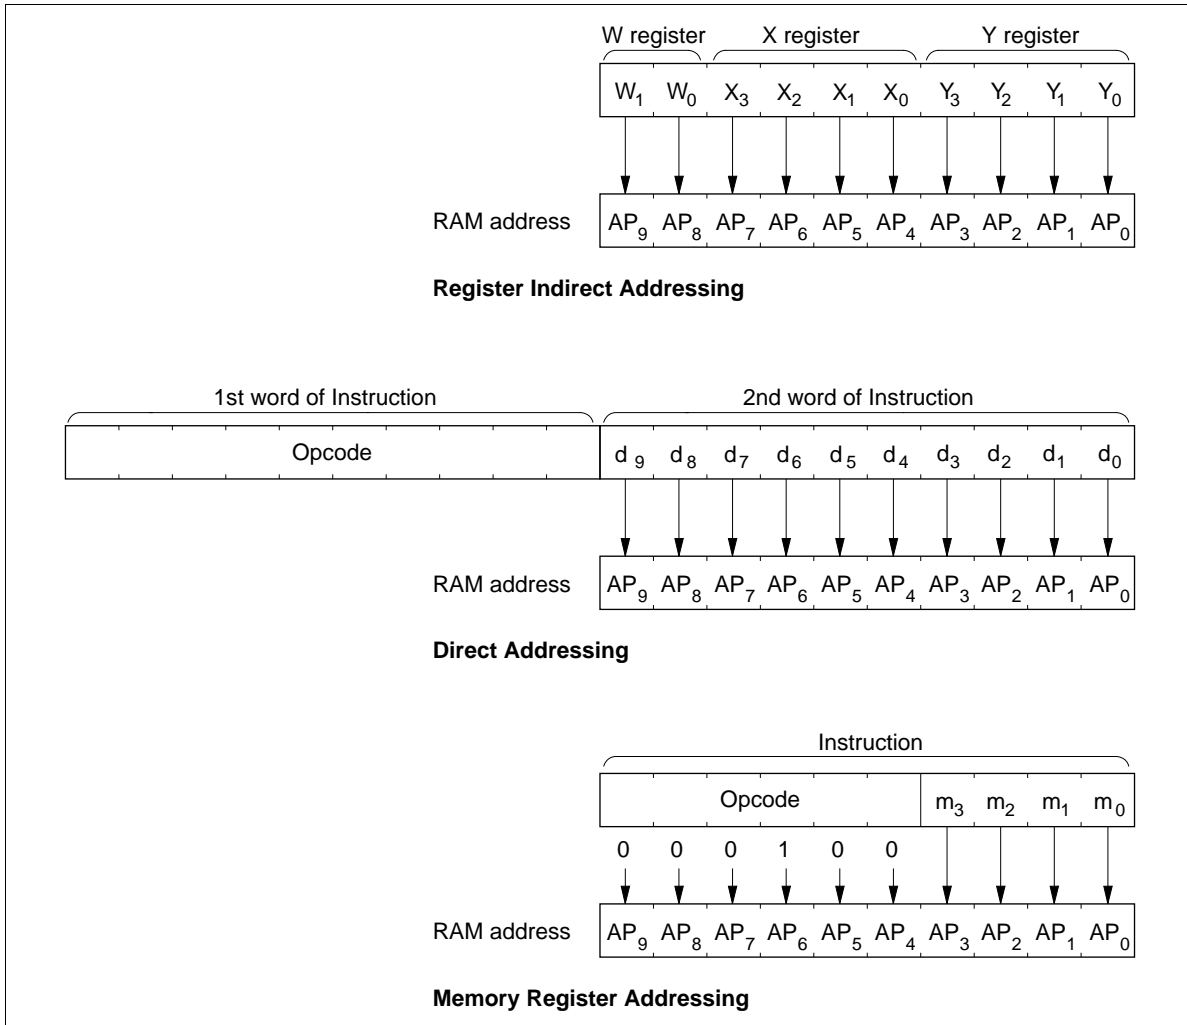 W register X register Y register
W1 W0 X3 X2 X1 X0 Y3 Y2 Y1 Y0
RAM address AP9 AP8 AP7 AP6 AP5 AP4 AP3 AP2 AP1 AP0
Register Indirect Addressing
1st word of Instruction 2nd word of Instruction
Opcode d9 d8 d7 d6 d5 d4 d3 d2 d1 d0
RAM address AP9 AP8 AP7 AP6 AP5 AP4 AP3 AP2 AP1 AP0
Direct Addressing
Instruction
Opcode m3 m2 m1 m0
0 0 0 1 0 0
RAM address AP9 AP8 AP7 AP6 AP5 AP4 AP3 AP2 AP1 AP0
Memory Register Addressing